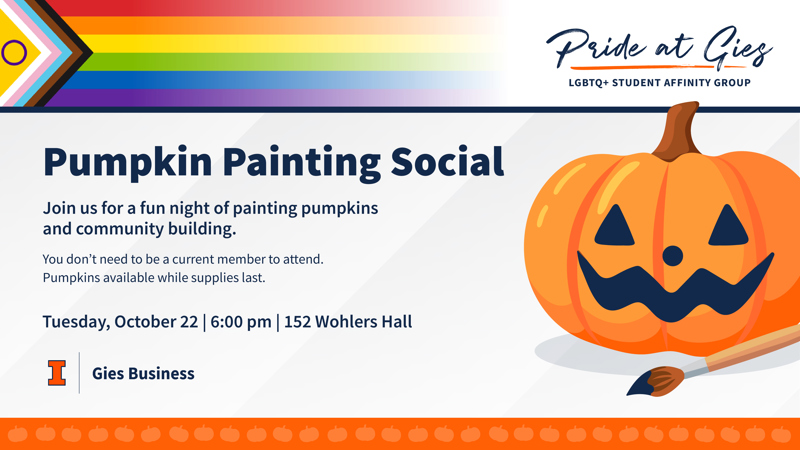 Pride at Gies
LGBTQ+ STUDENT AFFINITY GROUP
Pumpkin Painting Social
Join us for a fun night of painting pumpkins
and community building.
You don’t need to be a current member to attend.
Pumpkins available while supplies last.
Tuesday, October 22 | 6:00 pm | 152 Wohlers Hall
I Gies Business